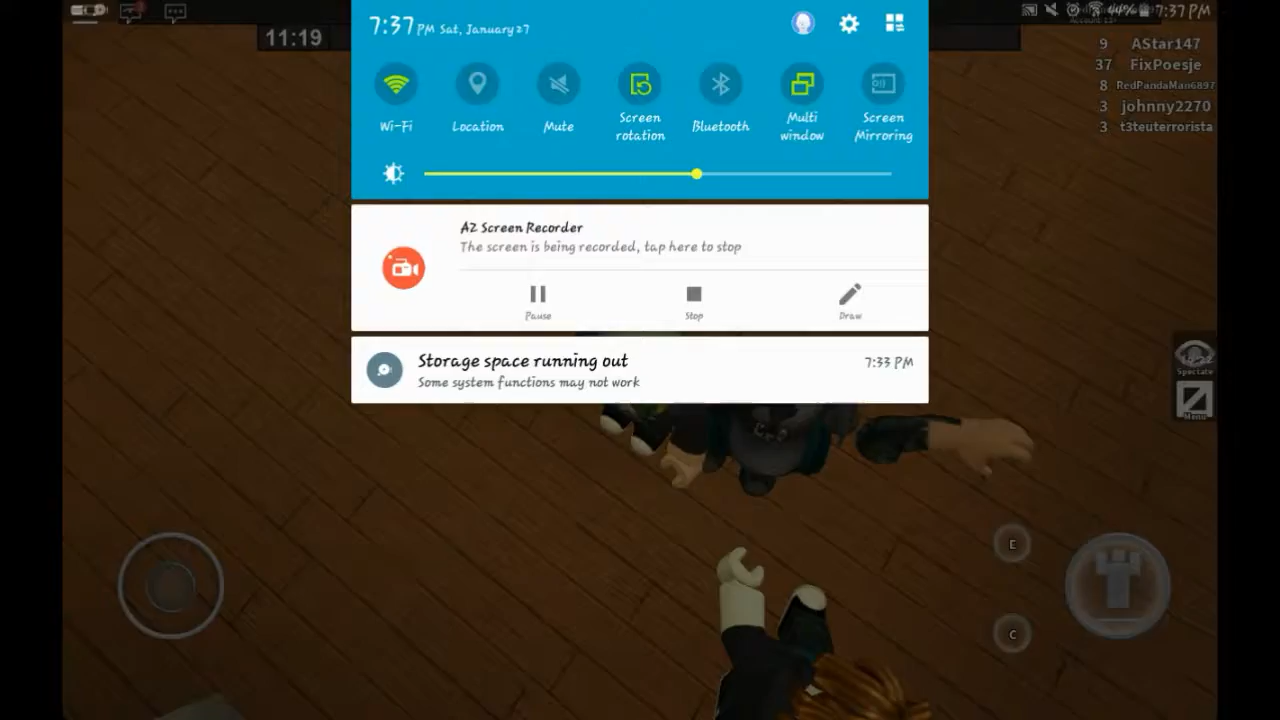 44% 7:37 PM
11:19
7:37 PM Sat, January 27
Wi-Fi
Location
Mute
Screen
rotation
Bluetooth
Multi
window
Screen
Mirroring
AZ Screen Recorder
The screen is being recorded, tap here to stop
Pause
Stop
Draw
Storage space running out
7:33 PM
Some system functions may not work
9 AStar147
37 FixPoesje
8 RedPandaMan6897
3 johnny2270
3 t3teuterrorista
Spectate
Menu
E
C